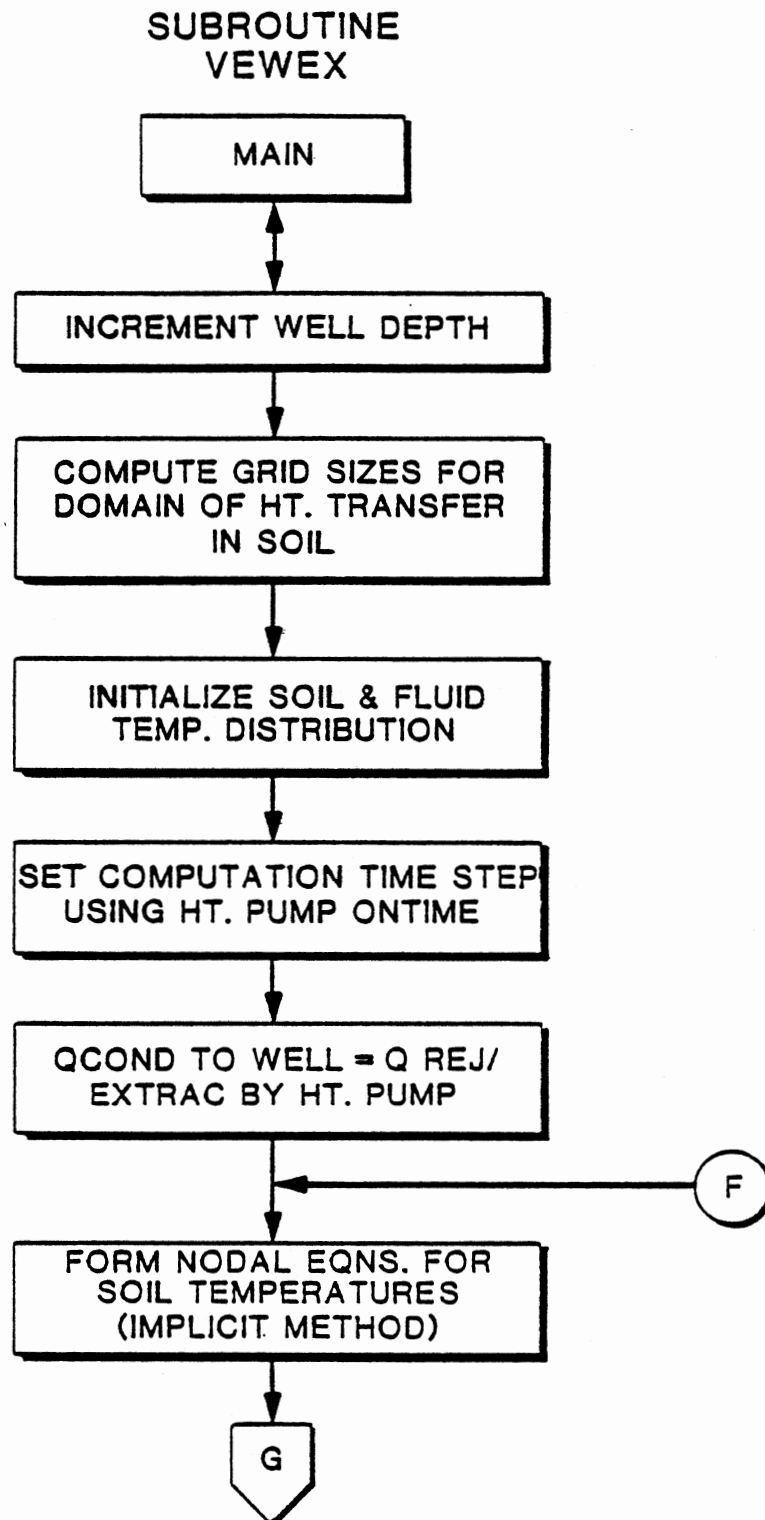 SUBROUTINE
VEWEX
MAIN
INCREMENT WELL DEPTH
COMPUTE GRID SIZES FOR
DOMAIN OF HT. TRANSFER
IN SOIL
INITIALIZE SOIL & FLUID
TEMP. DISTRIBUTION
SET COMPUTATION TIME STEP
USING HT. PUMP ONTIME
QCOND TO WELL = Q REJ/
EXTRAC BY HT. PUMP
F
FORM NODAL EQNS. FOR
SOIL TEMPERATURES
(IMPLICIT METHOD)
G